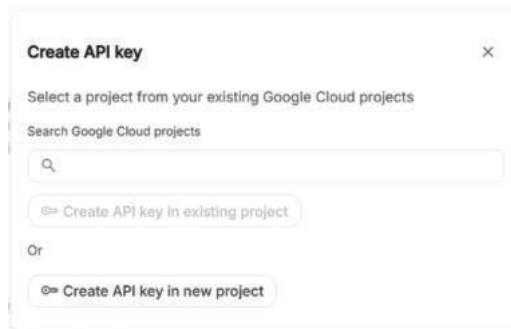 Create API key
Select a project from your existing Google Cloud projects
Search Google Cloud projects
Create API key in existing project
Or
Create API key in new project